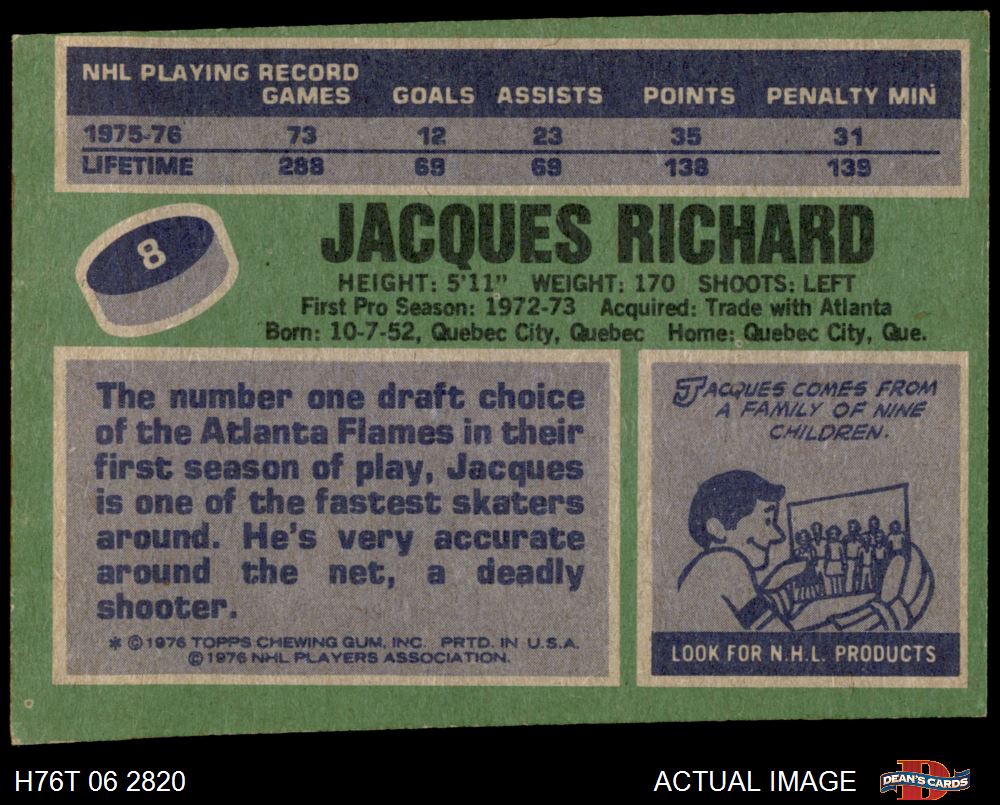 NHL PLAYING RECORD
GAMES GOALS ASSISTS POINTS PENALTY MIN
1975-76 73 12 23 35 31
LIFETIME 288 69 69 138 139
8
JACQUES RICHARD
HEIGHT: 5'11" WEIGHT: 170 SHOOTS: LEFT
First Pro Season: 1972-73 Acquired: Trade with Atlanta
Born: 10-7-52, Quebec City, Quebec Home: Quebec City, Que.
The number one draft choice
of the Atlanta Flames in their
first season of play, Jacques
is one of the fastest skaters
around. He's very accurate
around the net, a deadly
shooter.
* © 1976 TOPPS CHEWING GUM, INC. PRTD. IN U.S.A.
© 1976 NHL PLAYERS ASSOCIATION.
JACQUES COMES FROM
A FAMILY OF NINE
CHILDREN.
LOOK FOR N.H.L. PRODUCTS
H76T 06 2820
ACTUAL IMAGE
D
DEAN'S CARDS